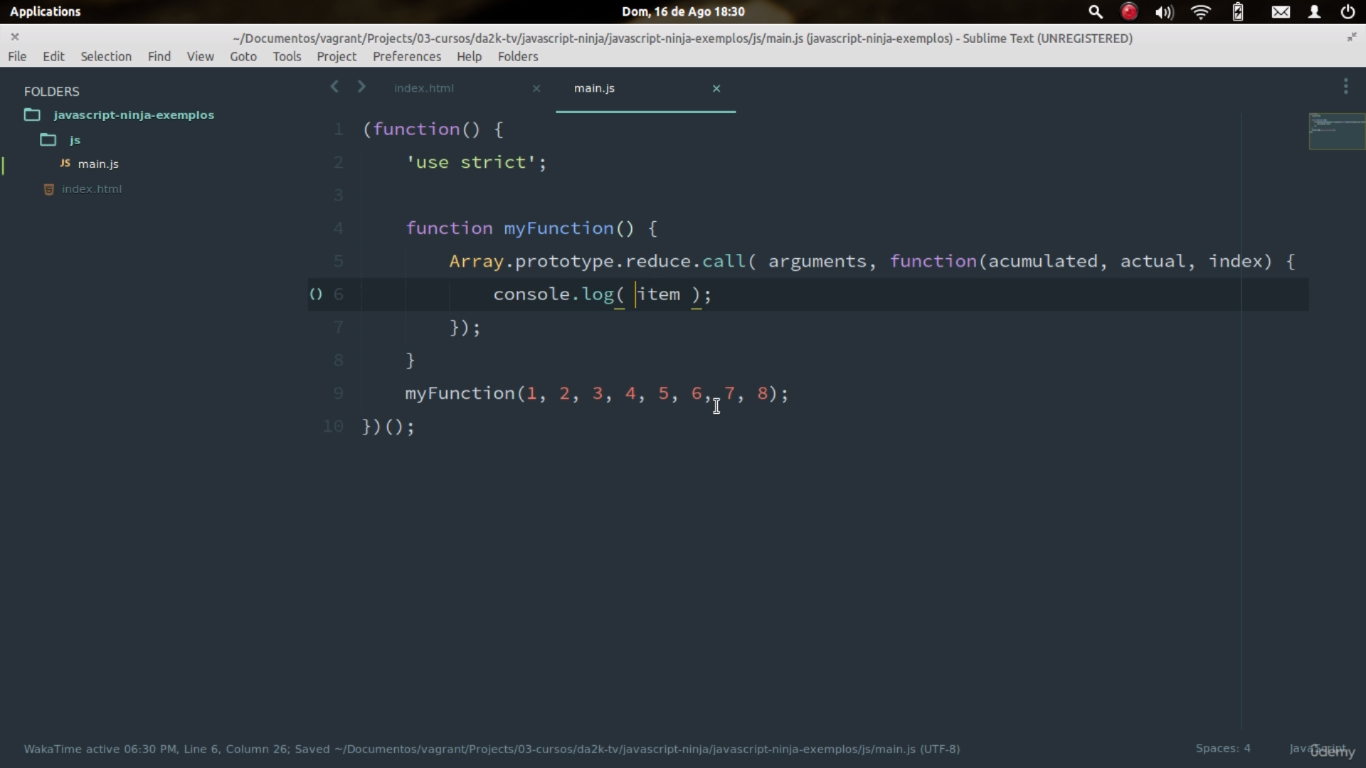 Applications
Dom, 16 de Ago 18:30
~/Documentos/vagrant/Projects/03-cursos/da2k-tv/javascript-ninja/javascript-ninja-exemplos/js/main.js (javascript-ninja-exemplos) - Sublime Text (UNREGISTERED)
File Edit Selection Find View Goto Tools Project Preferences Help Folders
FOLDERS
javascript-ninja-exemplos
js
JS main.js
index.html
index.html
main.js
1 (function() {
2 'use strict';
3
4 function myFunction() {
5 Array.prototype.reduce.call( arguments, function(acumulated, actual, index) {
() 6 console.log( item );
7 });
8 }
9 myFunction(1, 2, 3, 4, 5, 6, 7, 8);
10 })();
WakaTime active 06:30 PM, Line 6, Column 26; Saved ~/Documentos/vagrant/Projects/03-cursos/da2k-tv/javascript-ninja/javascript-ninja-exemplos/js/main.js (UTF-8)
Spaces: 4
JavaScript
ûdemy